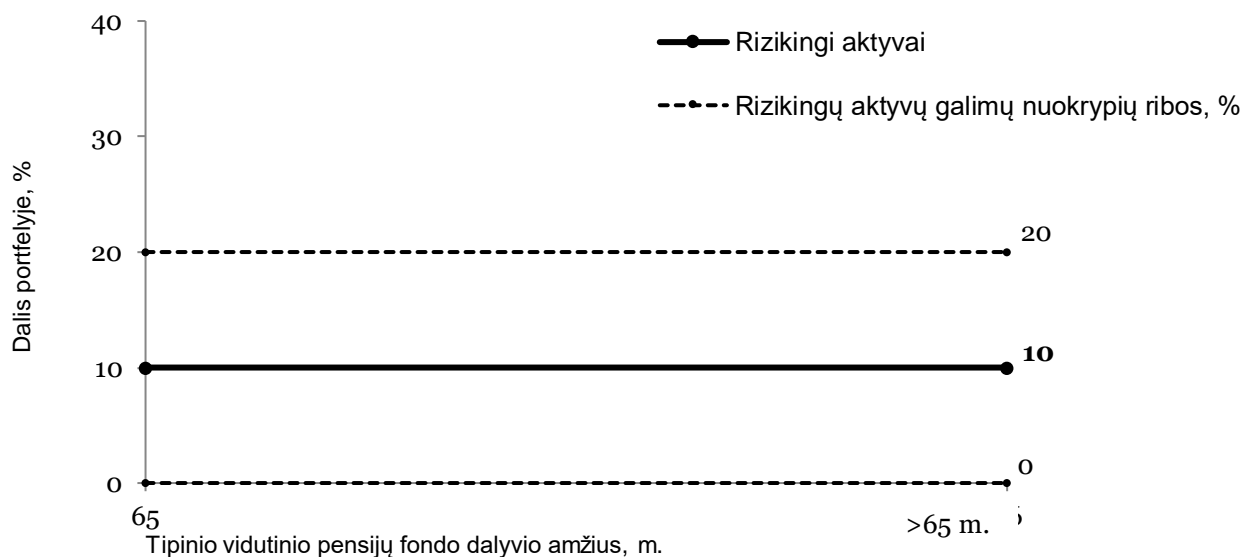 40
Rizikingi aktyvai
Rizikingų aktyvų galimų nuokrypių ribos, %
30
Dalis portfelyje, %
20
20
10
10
0
0
65
>65 m.
Tipinio vidutinio pensijų fondo dalyvio amžius, m.